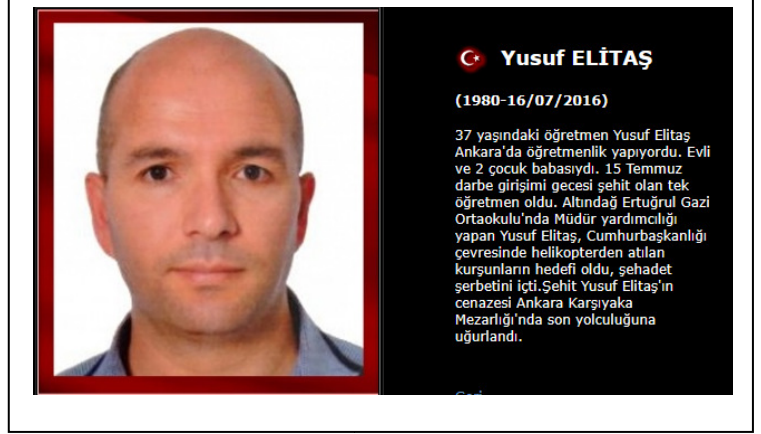 Yusuf ELİTAŞ
(1980-16/07/2016)
37 yaşındaki öğretmen Yusuf Elitaş
Ankara'da öğretmenlik yapıyordu. Evli
ve 2 çocuk babasıydı. 15 Temmuz
darbe girişimi gecesi şehit olan tek
öğretmen oldu. Altındağ Ertuğrul Gazi
Ortaokulu'nda Müdür yardımcılığı
yapan Yusuf Elitaş, Cumhurbaşkanlığı
çevresinde helikopterden atılan
kurşunların hedefi oldu, şehadet
şerbetini içti.Şehit Yusuf Elitaş'ın
cenazesi Ankara Karşıyaka
Mezarlığı'nda son yolculuğuna
uğurlandı.